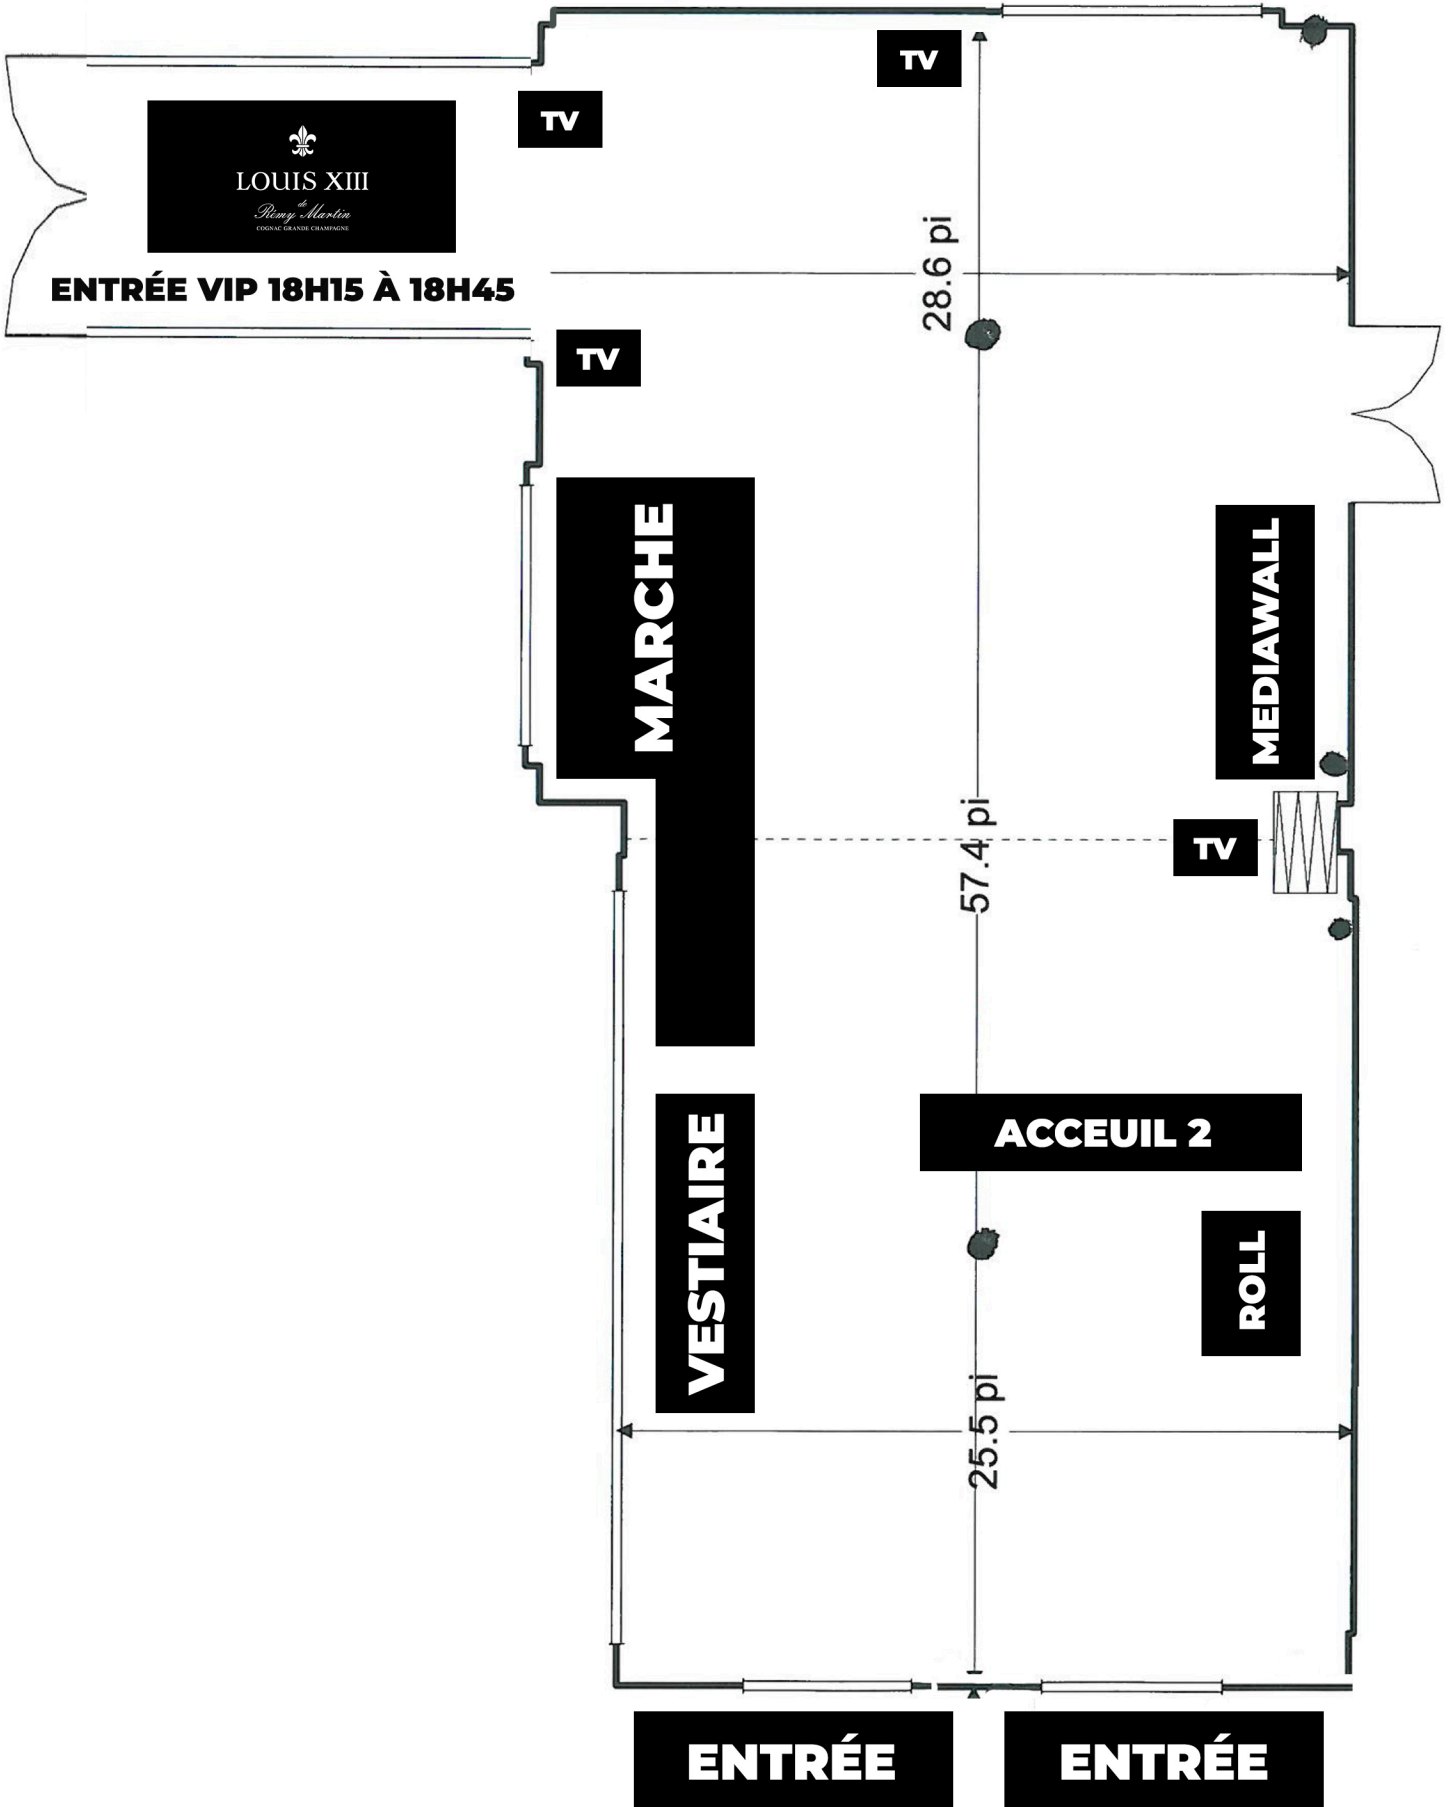 TV
TV
LOUIS XIII
de
Rémy Martin
COGNAC GRANDE CHAMPAGNE
28.6 pi
ENTRÉE VIP 18H15 À 18H45
TV
MARCHE
MEDIAWALL
57.4 pi
TV
ACCEUIL 2
VESTIAIRE
ROLL
25.5 pi
ENTRÉE
ENTRÉE